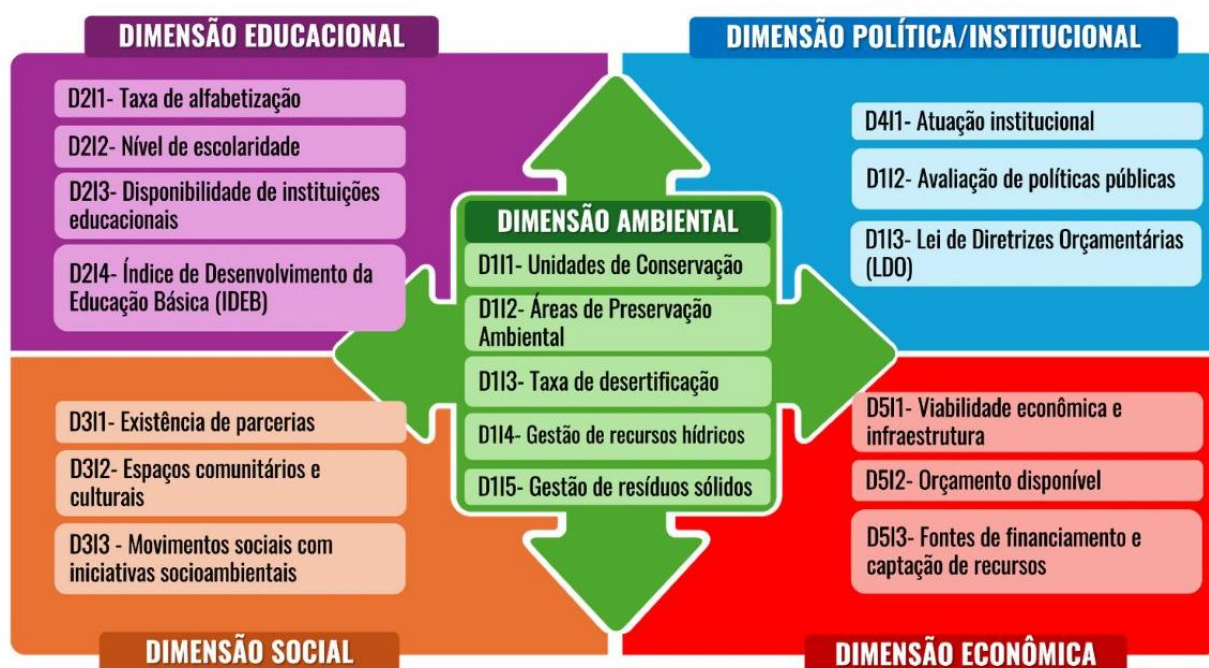 DIMENSÃO EDUCACIONAL
D2I1- Taxa de alfabetização
D2I2- Nível de escolaridade
D2I3- Disponibilidade de instituições
educacionais
D2I4- Índice de Desenvolvimento da
Educação Básica (IDEB)
DIMENSÃO POLÍTICA/INSTITUCIONAL
D4I1- Atuação institucional
D1I2- Avaliação de políticas públicas
D1I3- Lei de Diretrizes Orçamentárias
(LDO)
DIMENSÃO AMBIENTAL
D1I1- Unidades de Conservação
D1I2- Áreas de Preservação
Ambiental
D1I3- Taxa de desertificação
D1I4- Gestão de recursos hídricos
D1I5- Gestão de resíduos sólidos
D3I1- Existência de parcerias
D3I2- Espaços comunitários e
culturais
D3I3 - Movimentos sociais com
iniciativas socioambientais
DIMENSÃO SOCIAL
D5I1- Viabilidade econômica e
infraestrutura
D5I2- Orçamento disponível
D5I3- Fontes de financiamento e
captação de recursos
DIMENSÃO ECONÔMICA